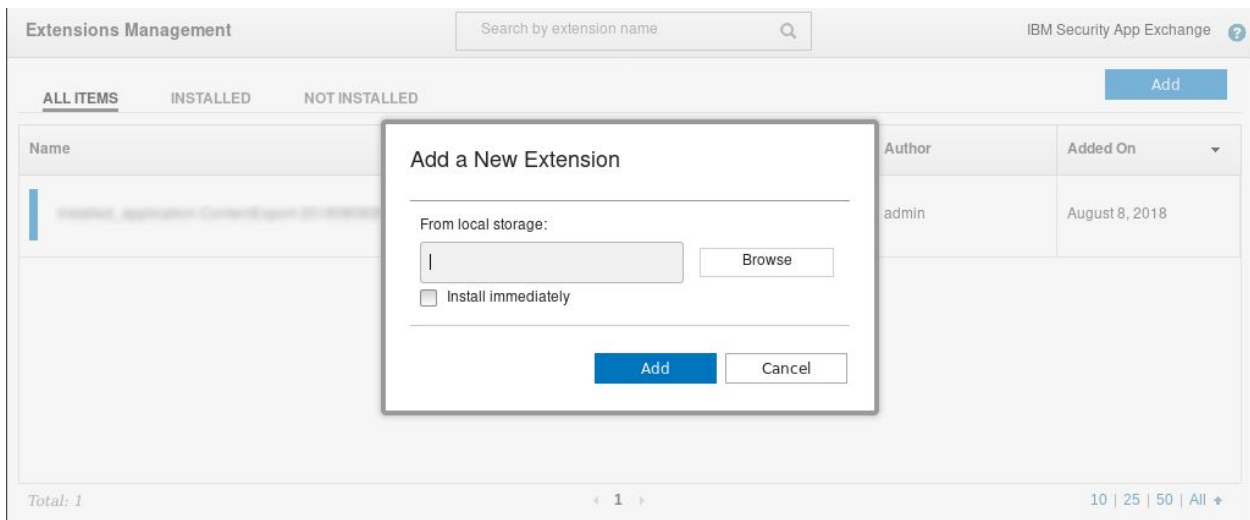 Extensions Management
Search by extension name
IBM Security App Exchange
?
ALL ITEMS INSTALLED NOT INSTALLED
Add
Name
Author
Added On
admin
August 8, 2018
Add a New Extension
From local storage:
Browse
Install immediately
Add
Cancel
Total: 1
1
10 | 25 | 50 | All